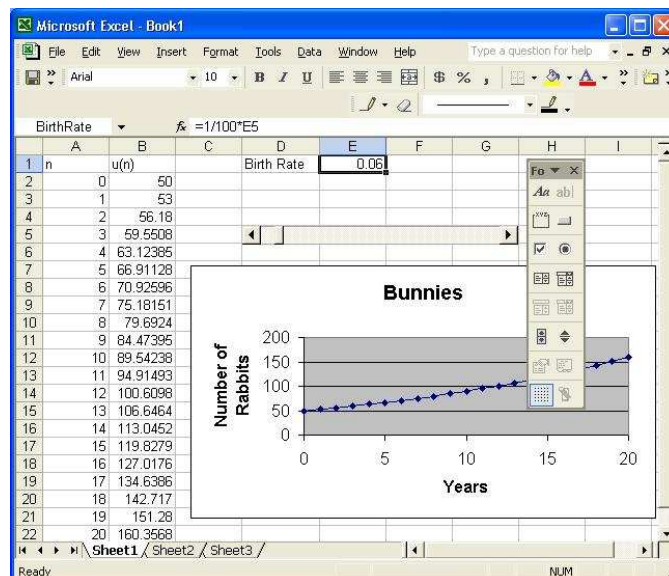 Microsoft Excel - Book1
File Edit View Insert Format Tools Data Window Help Type a question for help
Arial 10 B I U $ % ,
BirthRate fx =1/100*E5
A B C D E F G H I
1 n u(n) Birth Rate 0.06
2 0 50
3 1 53
4 2 56.18
5 3 59.5508
6 4 63.12385
7 5 66.91128
8 6 70.92596
9 7 75.18151
10 8 79.6924
11 9 84.47395
12 10 89.54238
13 11 94.91493
14 12 100.6098
15 13 106.6464
16 14 113.0452
17 15 119.8279
18 16 127.0176
19 17 134.6386
20 18 142.717
21 19 151.28
22 20 160.3568
Fo
Aa ab
Bunnies
Number of
Rabbits
200
150
100
50
0
0 5 10 15 20
Years
Sheet1 / Sheet2 / Sheet3 /
Ready NUM